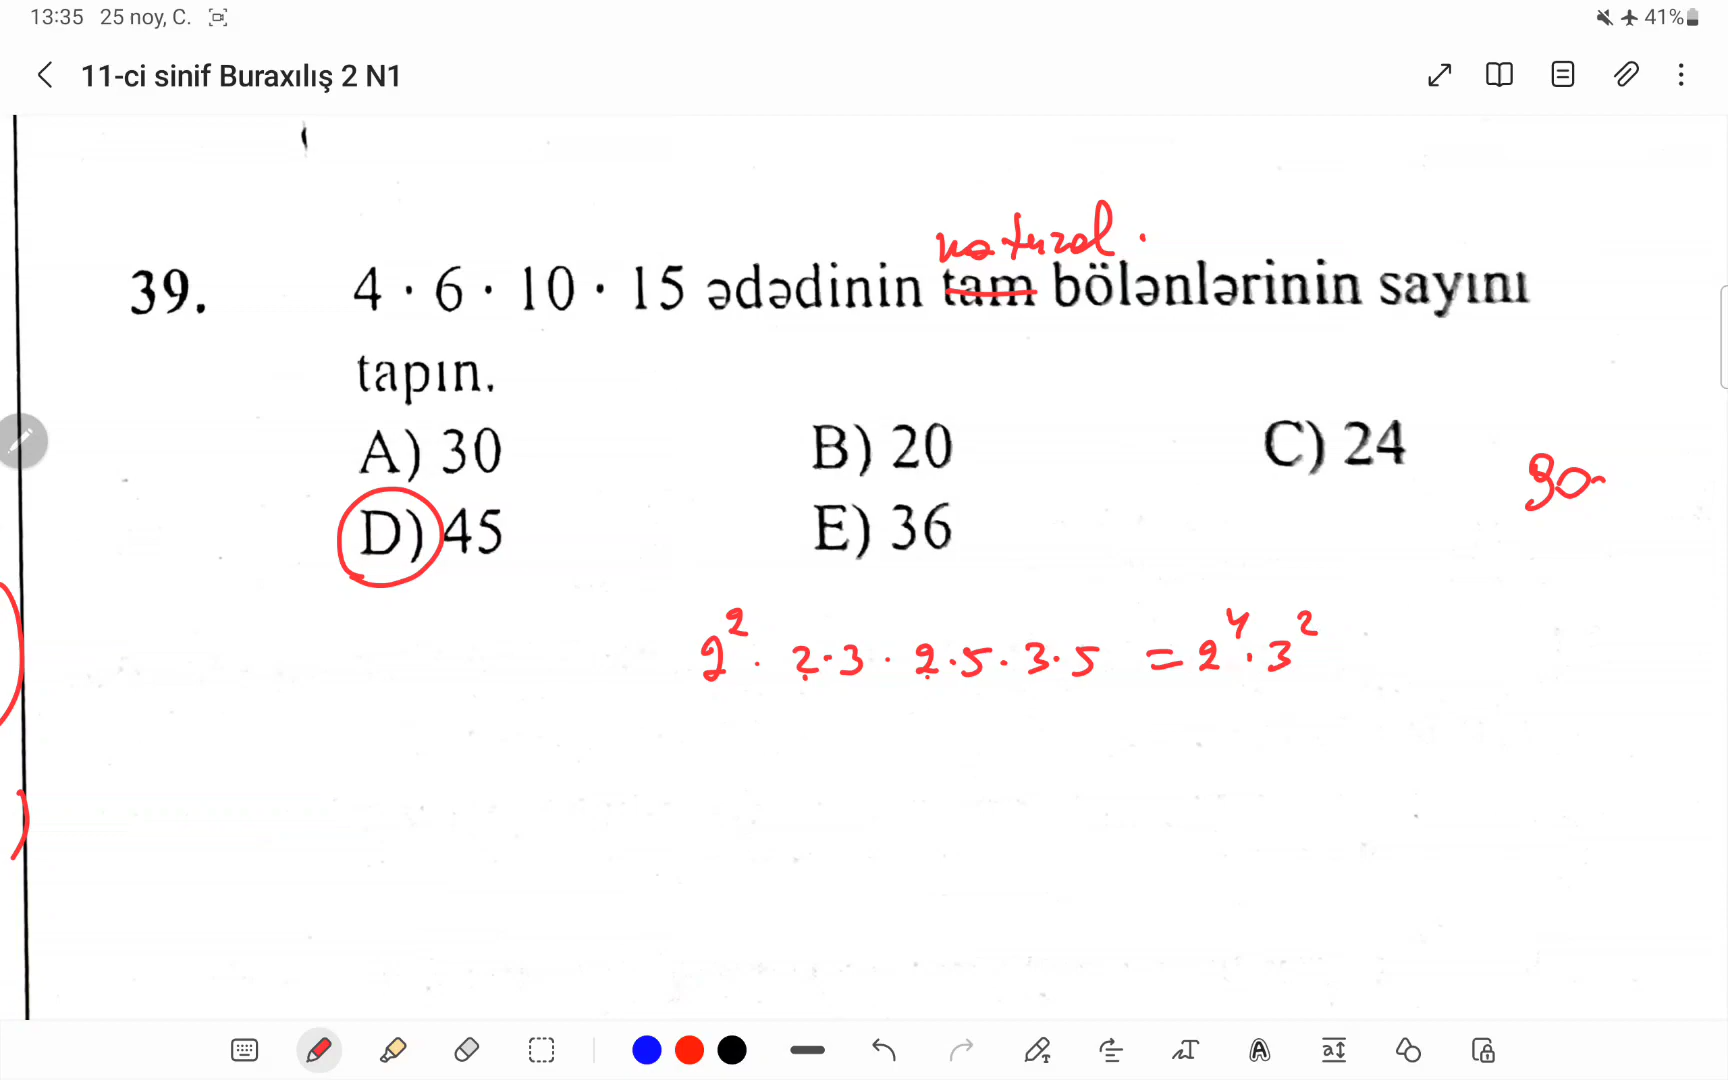 13:35 25 noy, C. 41%
11-ci sinif Buraxılış 2 N1
natural.
39. 4 · 6 · 10 · 15 ədədinin tam bölənlərinin sayını
tapın.
A) 30 B) 20 C) 24
90
D) 45 E) 36
2² · 2·3 · 2·5·3·5 = 2⁴·3²